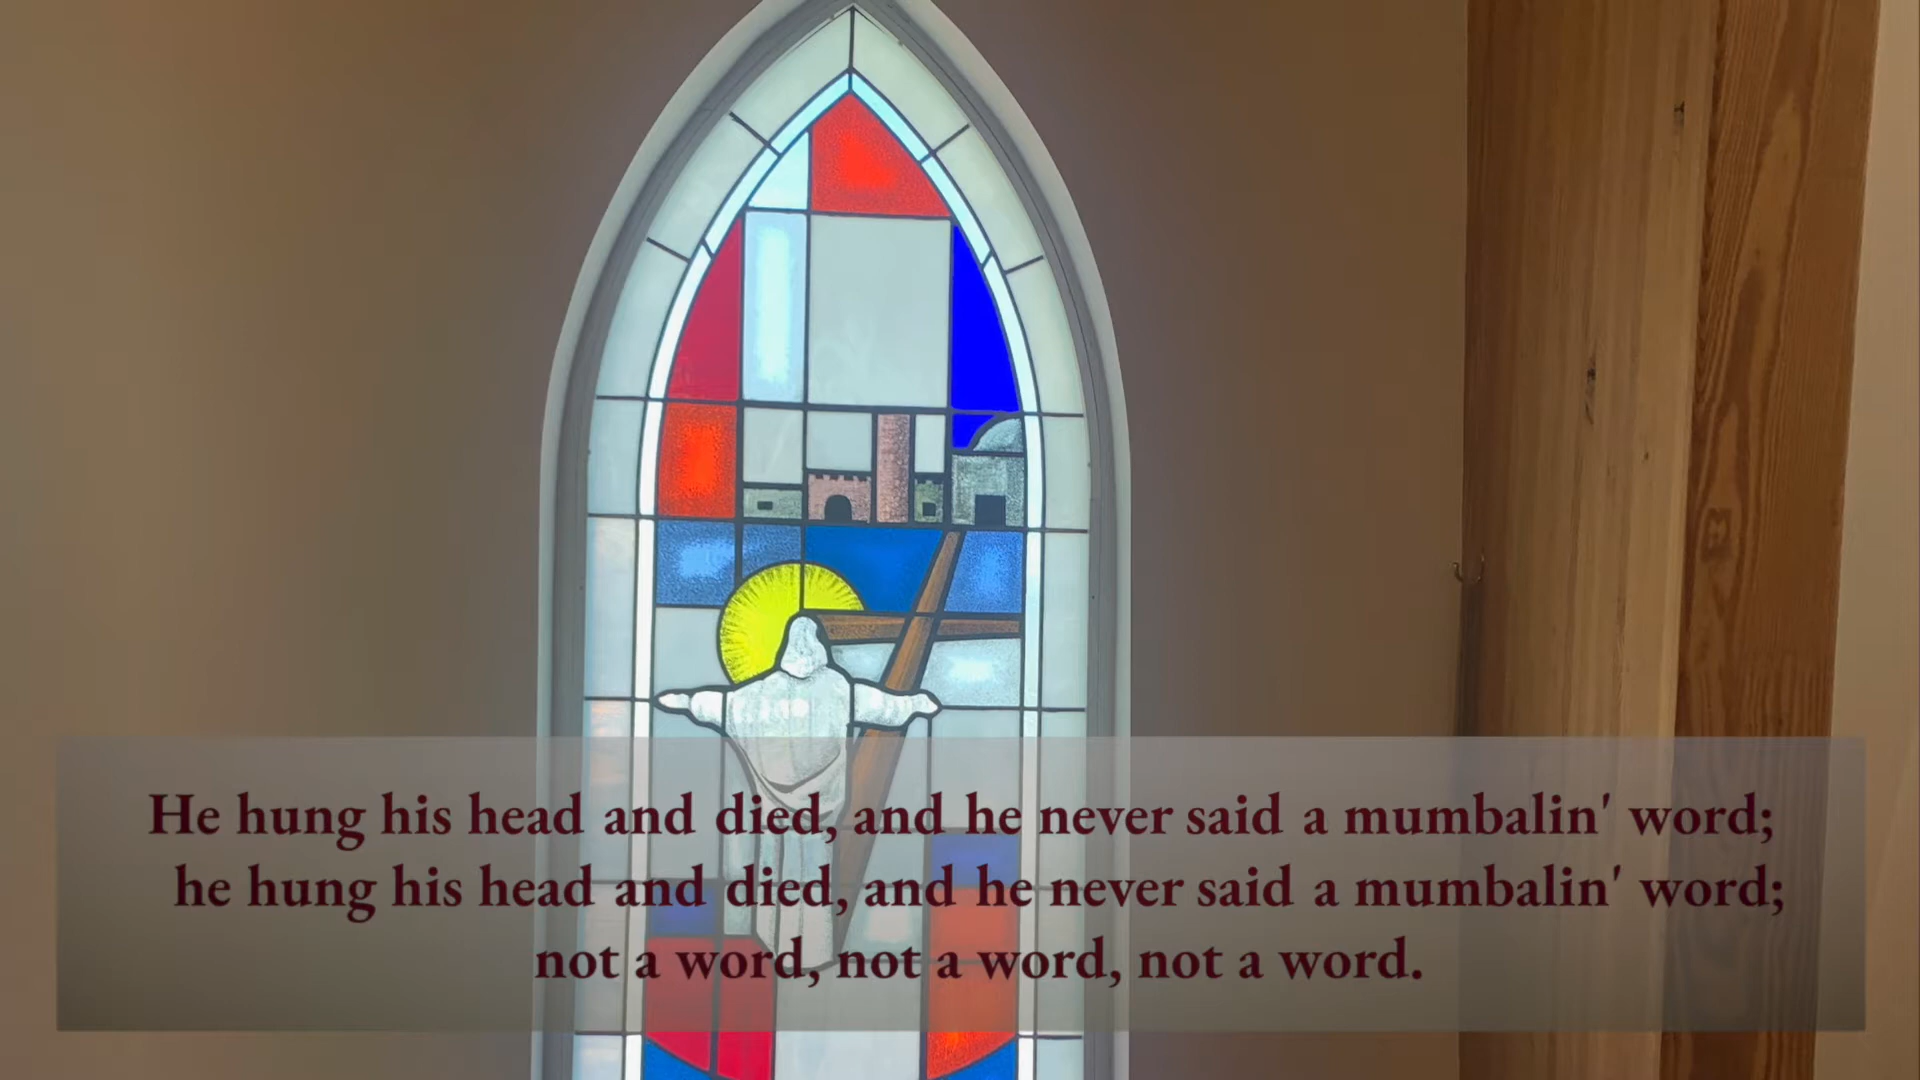 He hung his head and died, and he never said a mumbalin' word;
he hung his head and died, and he never said a mumbalin' word;
not a word, not a word, not a word.